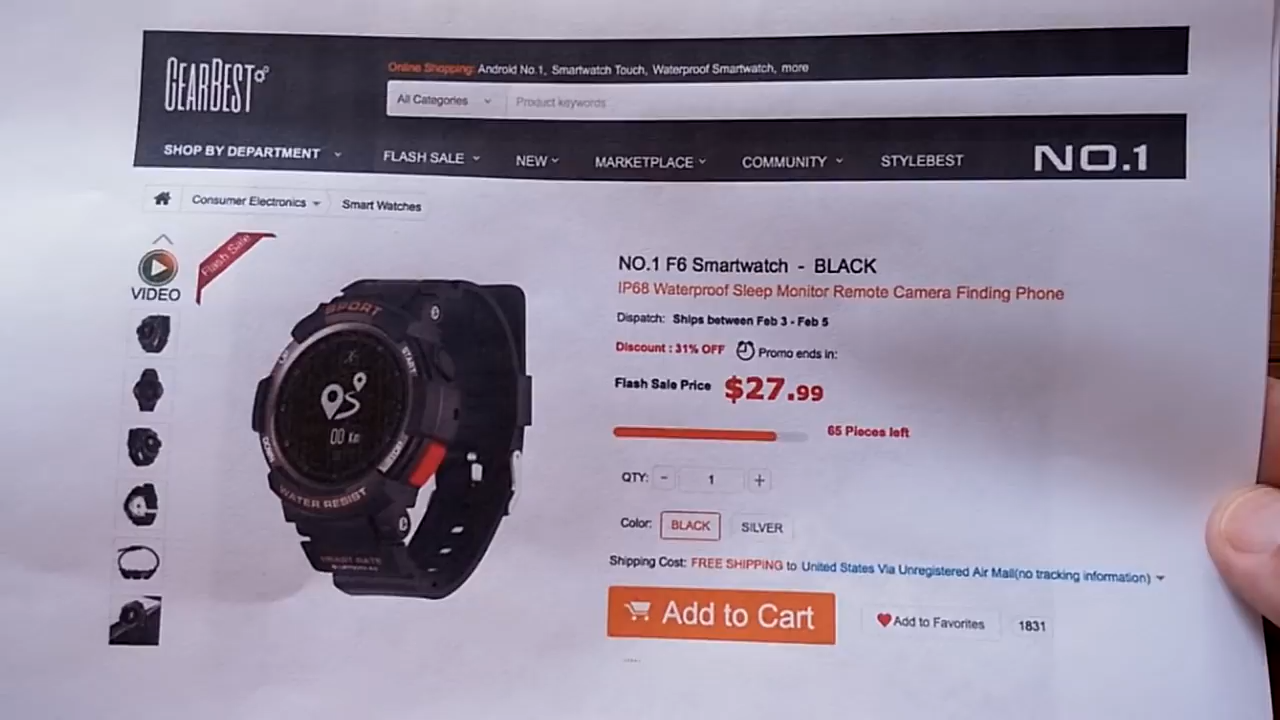 GEARBEST
Online Shopping: Android No.1, Smartwatch Touch, Waterproof Smartwatch, more
All Categories Product keywords
SHOP BY DEPARTMENT FLASH SALE NEW MARKETPLACE COMMUNITY STYLEBEST NO.1
Consumer Electronics Smart Watches
Flash Sale
VIDEO
SPORT
START
00 Km
DOWN
WATER RESIST
NO.1 F6 Smartwatch - BLACK
IP68 Waterproof Sleep Monitor Remote Camera Finding Phone
Dispatch: Ships between Feb 3 - Feb 5
Discount : 31% OFF Promo ends in:
Flash Sale Price $27.99
65 Pieces left
QTY: - 1 +
Color: BLACK SILVER
Shipping Cost: FREE SHIPPING to United States Via Unregistered Air Mail(no tracking information)
Add to Cart Add to Favorites 1831